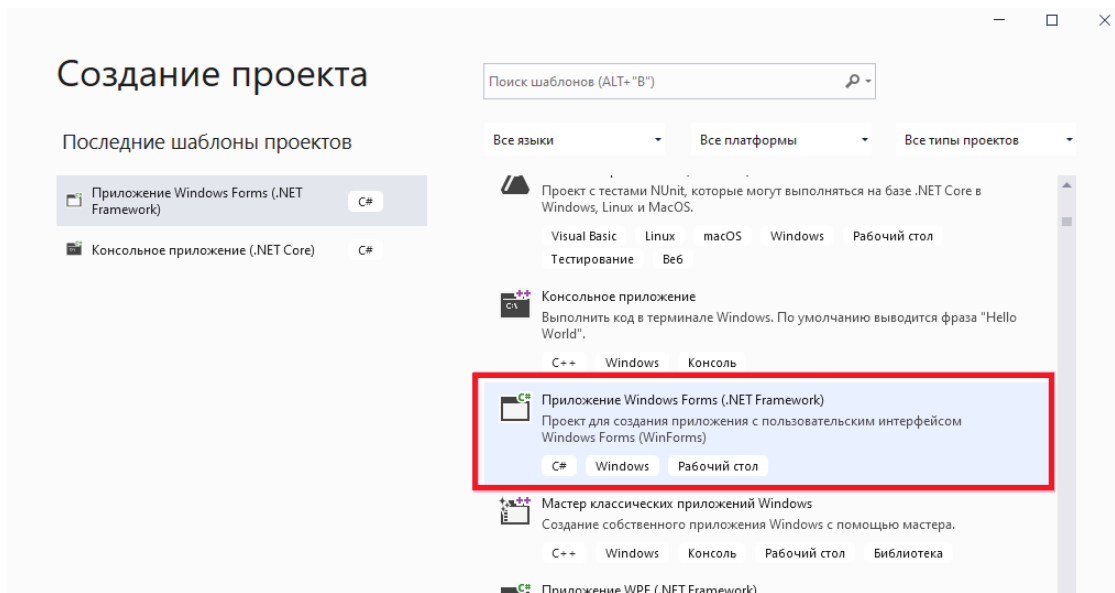 Создание проекта
Поиск шаблонов (ALT+"B")
Последние шаблоны проектов
Все языки
Все платформы
Все типы проектов
Приложение Windows Forms (.NET
Framework)
C#
Консольное приложение (.NET Core)
C#
Проект с тестами NUnit, которые могут выполняться на базе .NET Core в
Windows, Linux и MacOS.
Visual Basic Linux macOS Windows Рабочий стол
Тестирование Веб
Консольное приложение
Выполнить код в терминале Windows. По умолчанию выводится фраза "Hello
World".
C++ Windows Консоль
Приложение Windows Forms (.NET Framework)
Проект для создания приложения с пользовательским интерфейсом
Windows Forms (WinForms)
C# Windows Рабочий стол
Мастер классических приложений Windows
Создание собственного приложения Windows с помощью мастера.
C++ Windows Консоль Рабочий стол Библиотека
Приложение WPF (.NET Framework)